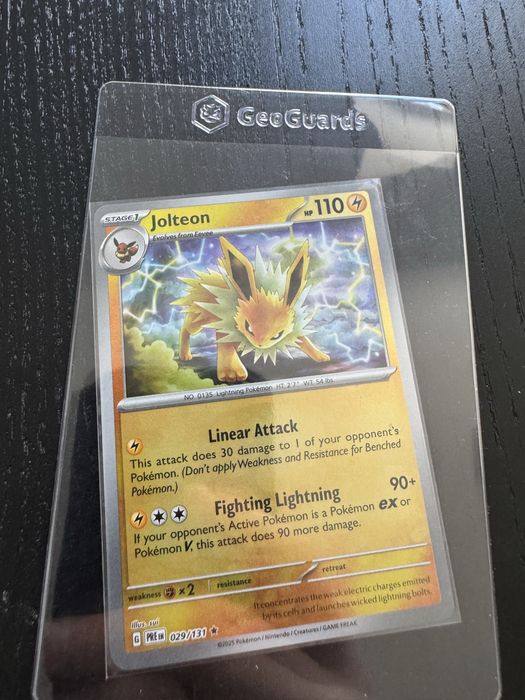 GeoGuards
STAGE1
Jolteon
HP 110
Evolves from Eevee
NO. 0135 Lightning Pokémon HT: 2'7" WT: 54 lbs.
Linear Attack
This attack does 30 damage to 1 of your opponent's
Pokémon. (Don't apply Weakness and Resistance for Benched
Pokémon.)
Fighting Lightning 90+
If your opponent's Active Pokémon is a Pokémon ex or
Pokémon V, this attack does 90 more damage.
weakness ×2 resistance retreat
It concentrates the weak electric charges emitted
by its cells and launches wicked lightning bolts.
Illus. sui
G PRE EN 029/131 ★
©2025 Pokémon / Nintendo / Creatures / GAME FREAK